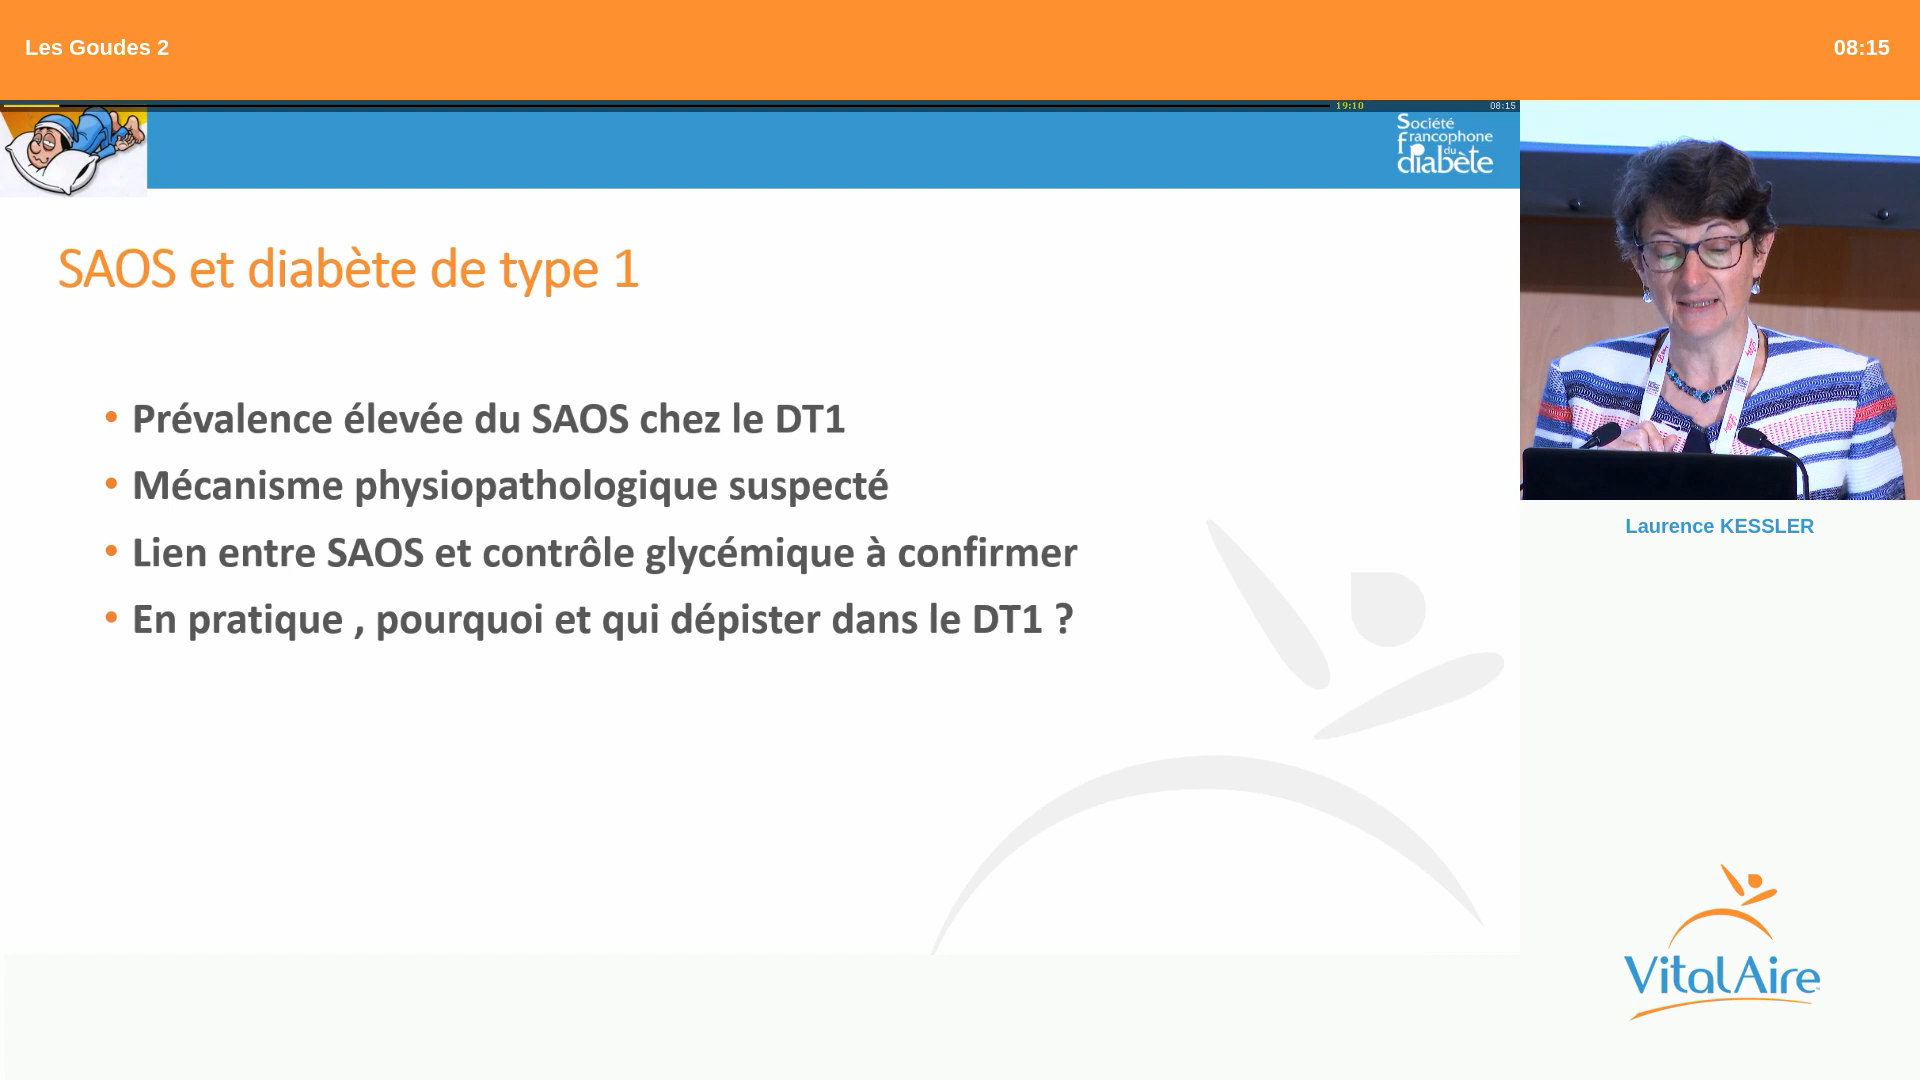 Les Goudes 2
08:15
19:10
08:15
Société
francophone
du
diabète
SAOS et diabète de type 1
• Prévalence élevée du SAOS chez le DT1
• Mécanisme physiopathologique suspecté
• Lien entre SAOS et contrôle glycémique à confirmer
• En pratique , pourquoi et qui dépister dans le DT1 ?
Laurence KESSLER
VitalAire